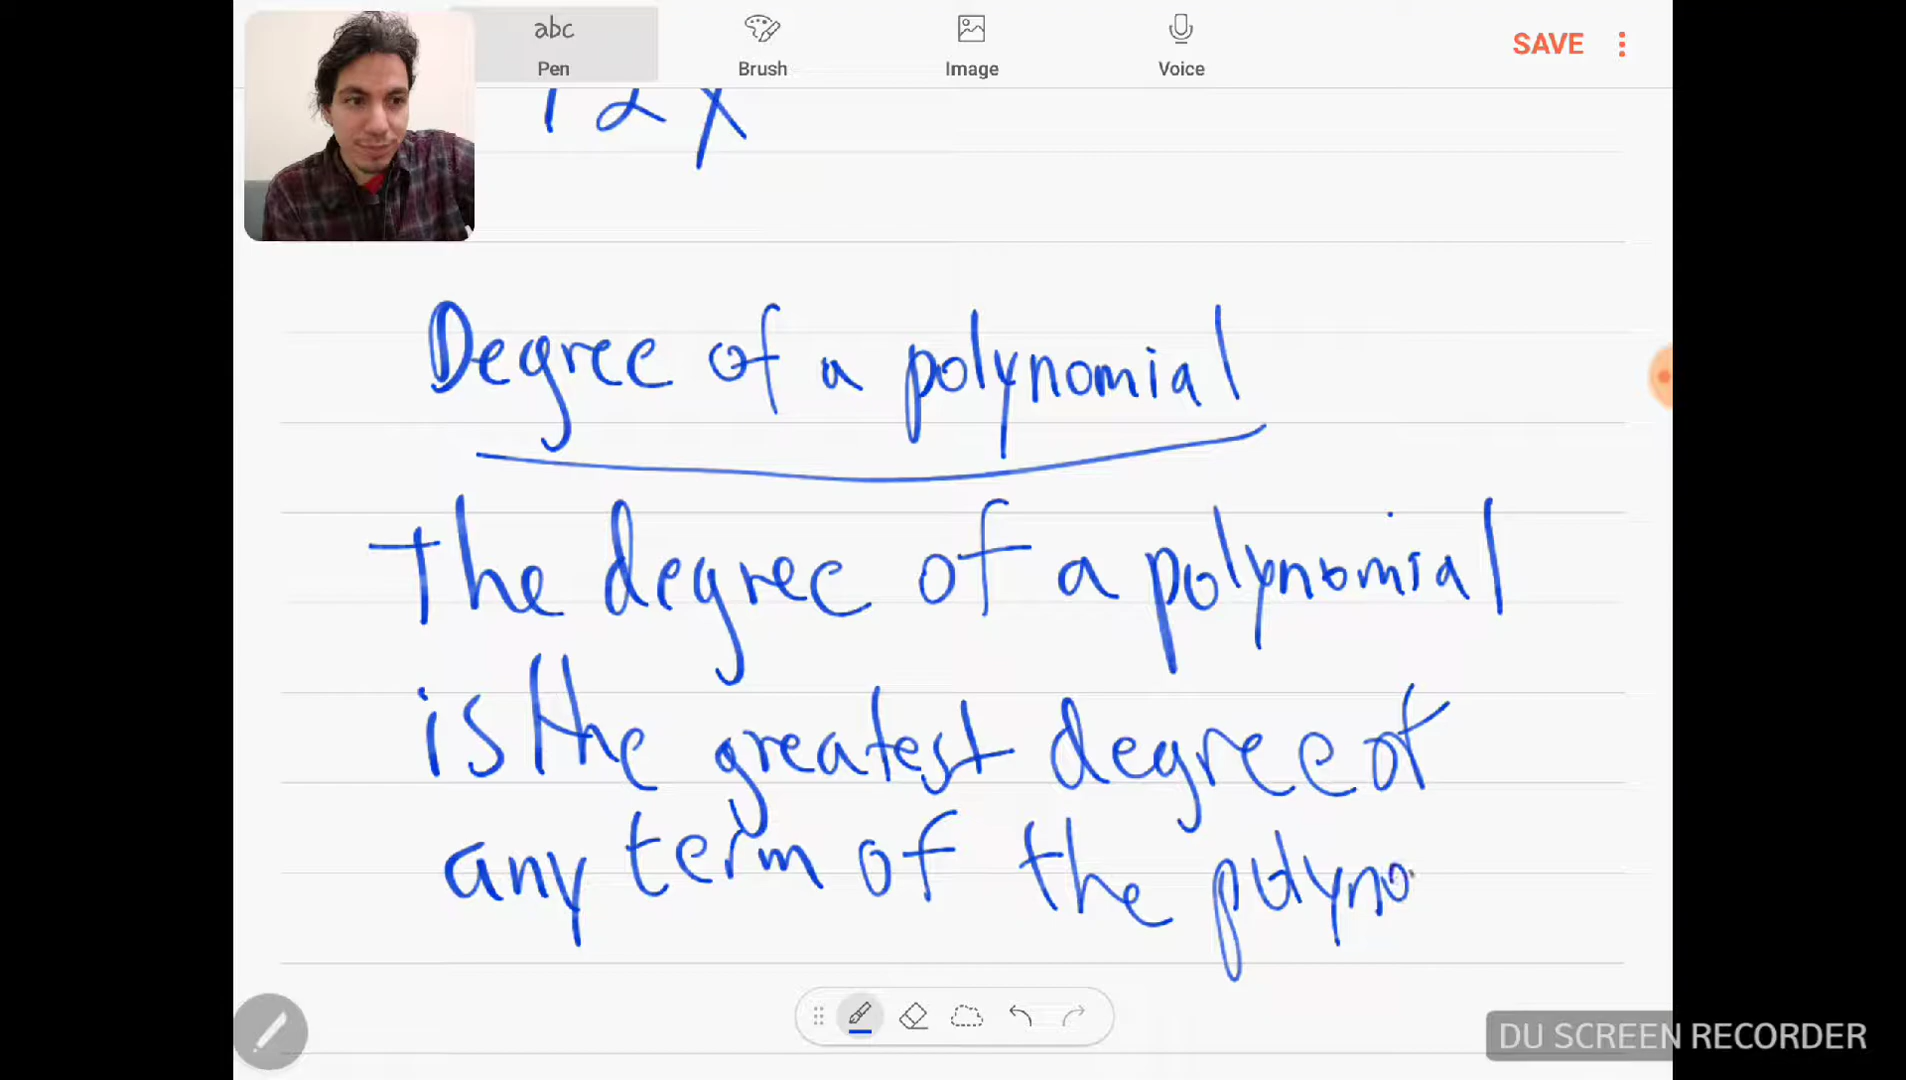 abc
Pen
Brush
Image
Voice
SAVE
Degree of a polynomial
The degree of a polynomial
is the greatest degree of
any term of the polyno
DU SCREEN RECORDER